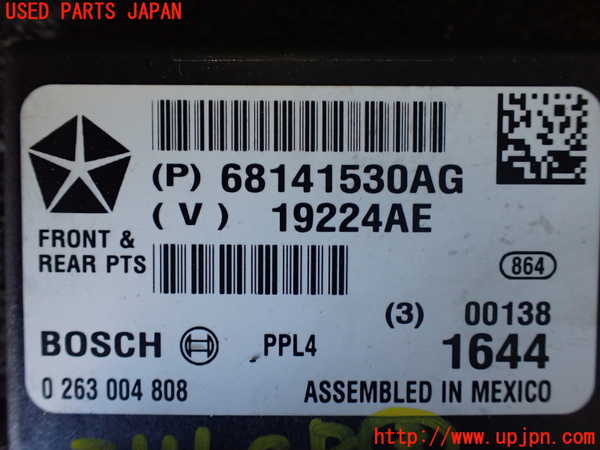 USED PARTS JAPAN
(P) 68141530AG
(V) 19224AE
FRONT &
REAR PTS
864
(3) 00138
BOSCH PPL4 1644
0 263 004 808 ASSEMBLED IN MEXICO
http://www.upjpn.com